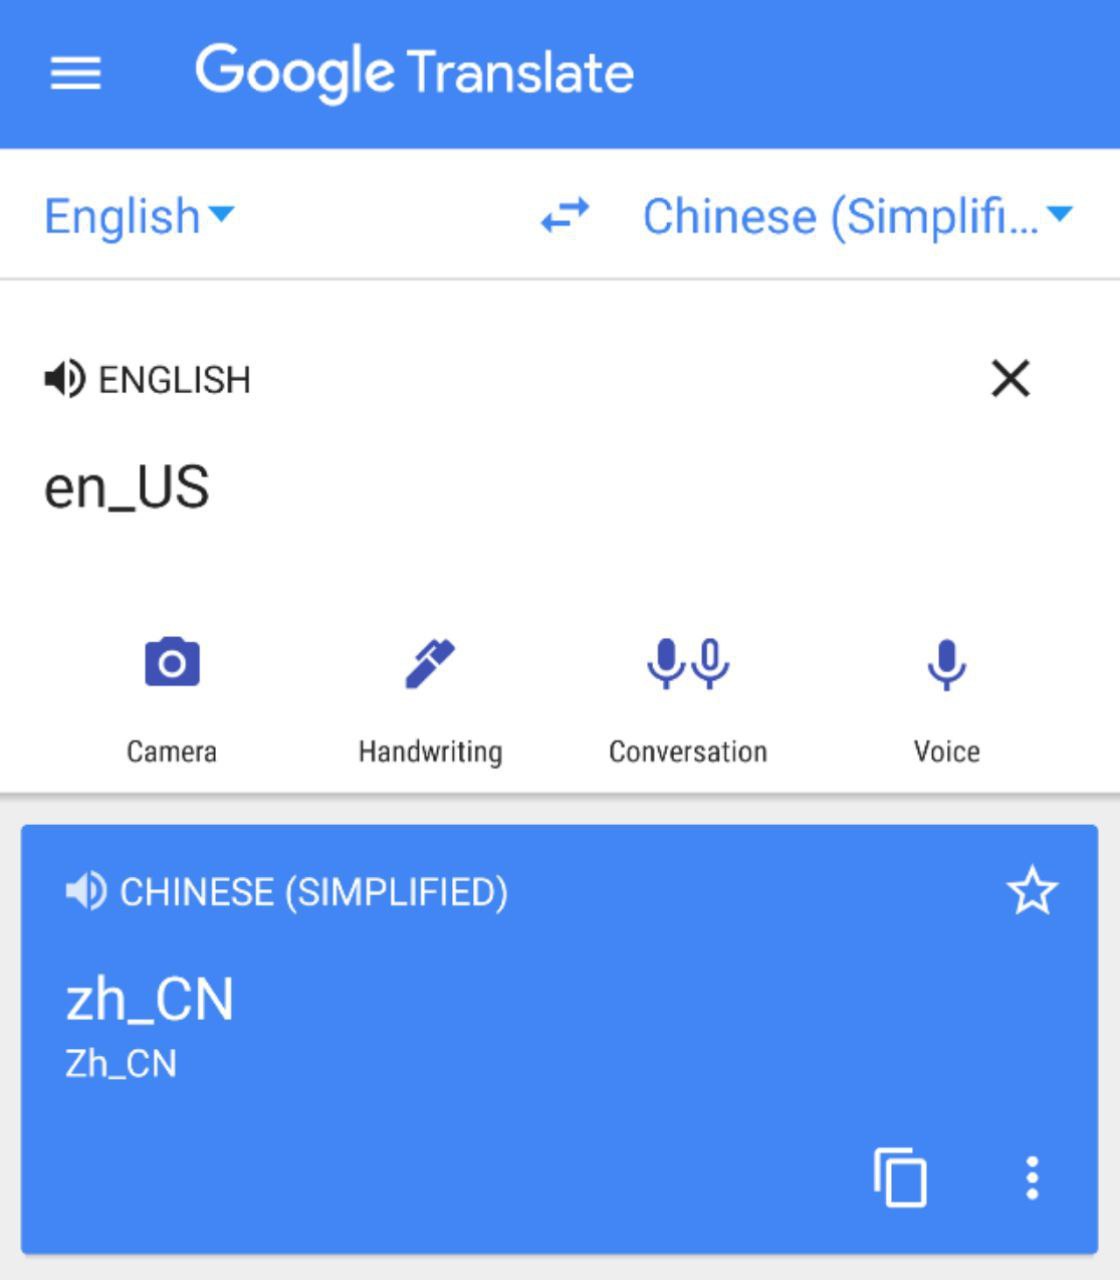 Google Translate
English
Chinese (Simplifi...
ENGLISH
en_US
Camera Handwriting Conversation Voice
CHINESE (SIMPLIFIED)
zh_CN
Zh_CN